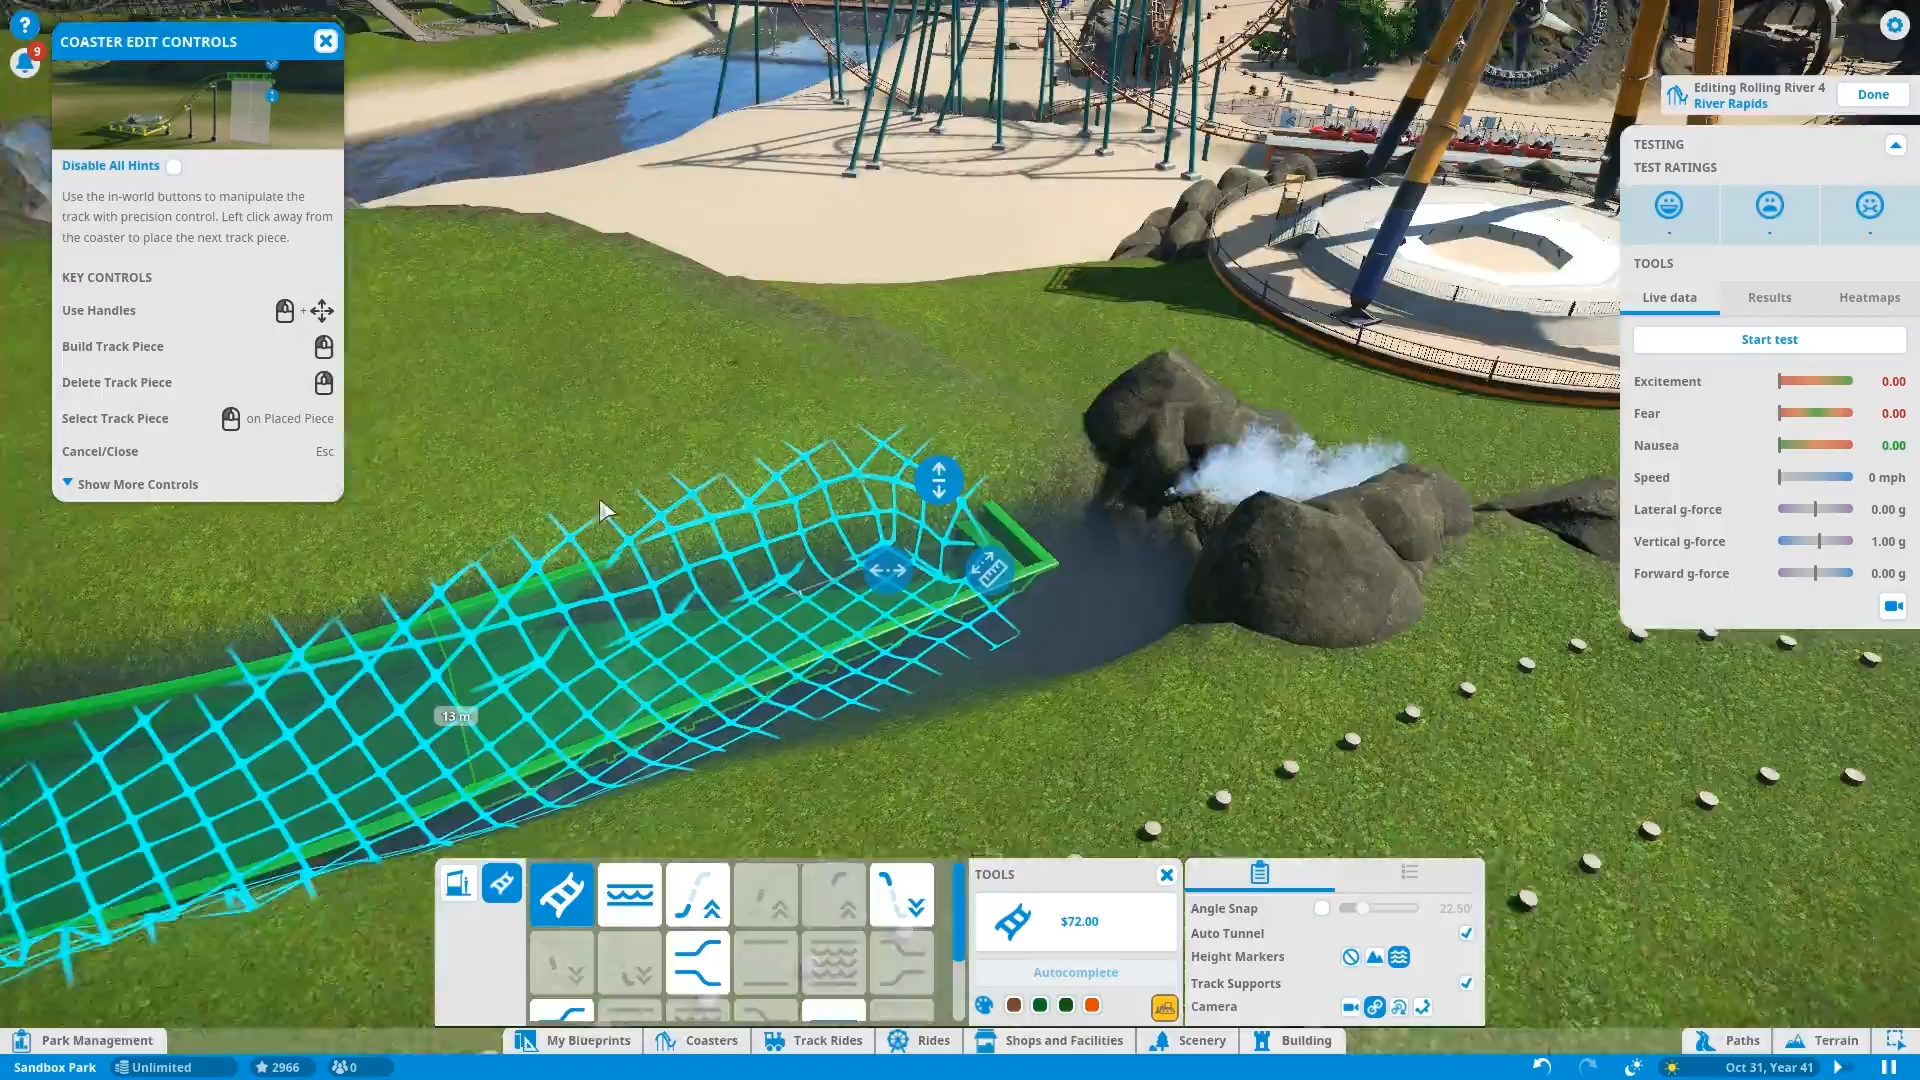 ?
9
COASTER EDIT CONTROLS
Disable All Hints
Use the in-world buttons to manipulate the
track with precision control. Left click away from
the coaster to place the next track piece.
KEY CONTROLS
Use Handles
+
Build Track Piece
Delete Track Piece
Select Track Piece on Placed Piece
Cancel/Close Esc
Show More Controls
Editing Rolling River 4
River Rapids
Done
TESTING
TEST RATINGS
- - -
TOOLS
Live data Results Heatmaps
Start test
Excitement 0.00
Fear 0.00
Nausea 0.00
Speed 0 mph
Lateral g-force 0.00 g
Vertical g-force 1.00 g
Forward g-force 0.00 g
13 m
TOOLS
$72.00
Autocomplete
Angle Snap 22.50°
Auto Tunnel
Height Markers
Track Supports
Camera
Park Management
My Blueprints
Coasters
Track Rides
Rides
Shops and Facilities
Scenery
Building
Paths
Terrain
Sandbox Park
Unlimited
2966
0
Oct 31, Year 41